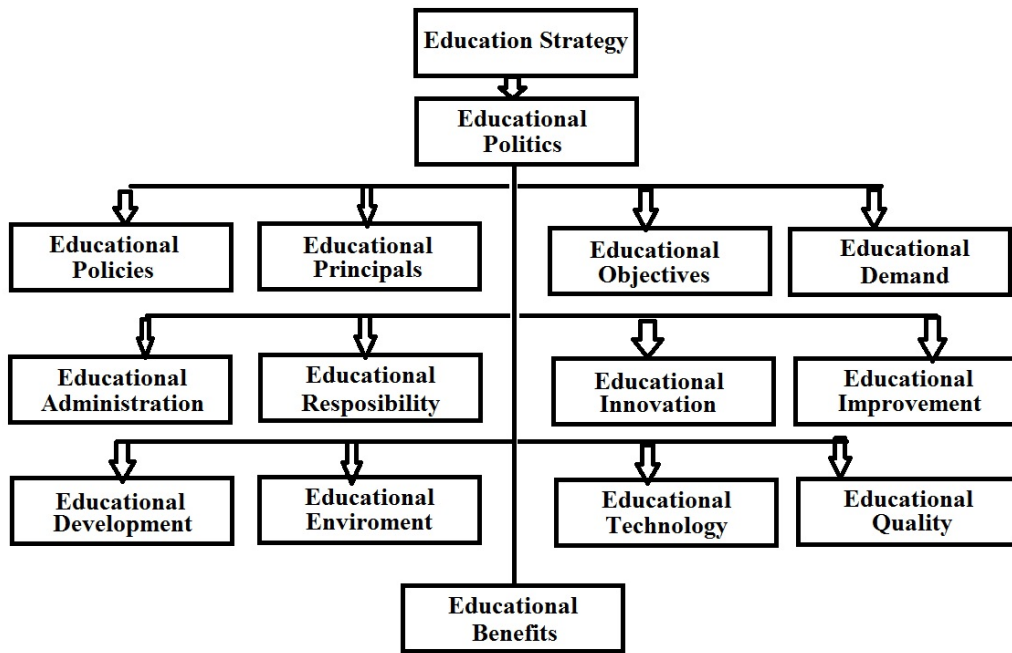 Education Strategy
Educational
Politics
Educational
Policies
Educational
Principals
Educational
Objectives
Educational
Demand
Educational
Administration
Educational
Resposibility
Educational
Innovation
Educational
Improvement
Educational
Development
Educational
Enviroment
Educational
Technology
Educational
Quality
Educational
Benefits